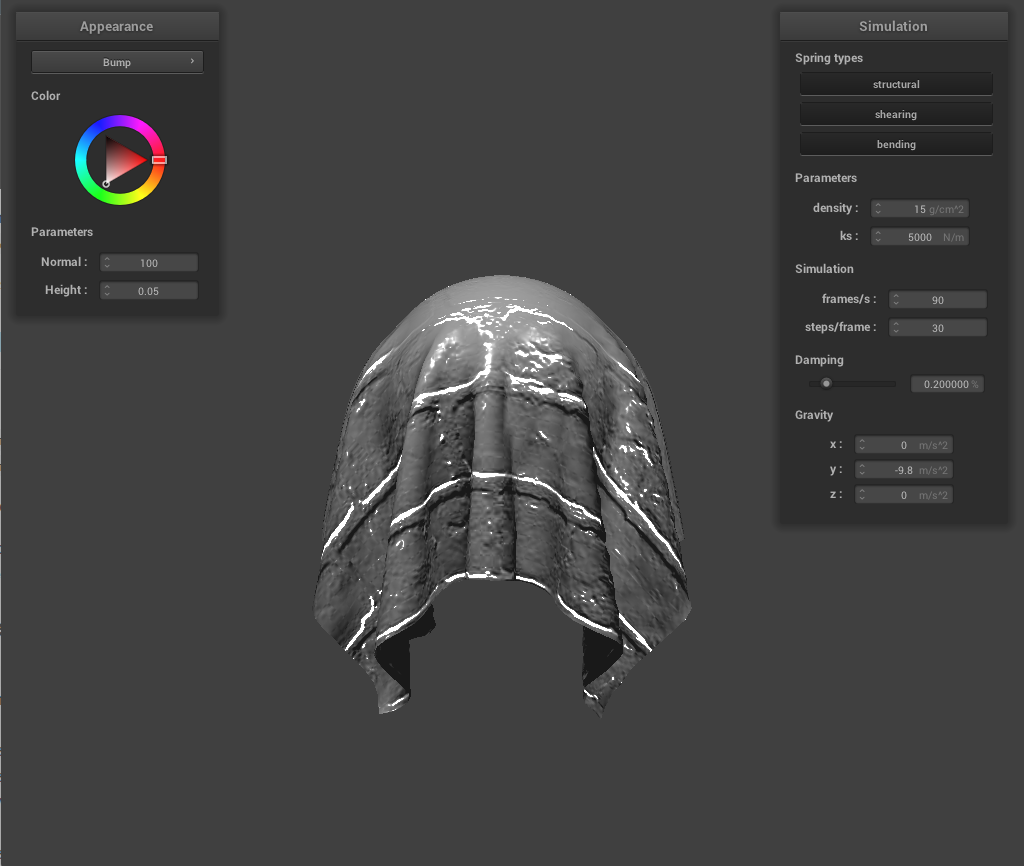 Appearance
Bump ›
Color
Parameters
Normal : 100
Height : 0.05
Simulation
Spring types
structural
shearing
bending
Parameters
density : 15 g/cm^2
ks : 5000 N/m
Simulation
frames/s : 90
steps/frame : 30
Damping
0.200000 %
Gravity
x : 0 m/s^2
y : -9.8 m/s^2
z : 0 m/s^2